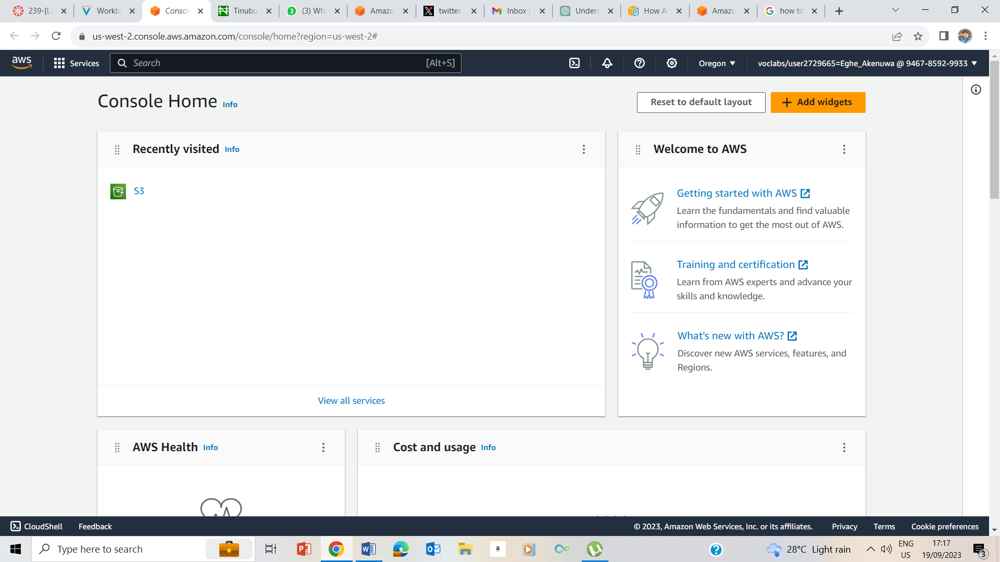 239-[LX
Workbe
Consol
Tinubu
(3) Wha
Amazo
twitter.
Inbox (
Unders
How A
Amazo
how to
us-west-2.console.aws.amazon.com/console/home?region=us-west-2#
aws
Services
Search
[Alt+S]
Oregon
voclabs/user2729665=Eghe_Akenuwa @ 9467-8592-9933
Console Home Info
Reset to default layout
Add widgets
Recently visited Info
S3
View all services
Welcome to AWS
Getting started with AWS
Learn the fundamentals and find valuable
information to get the most out of AWS.
Training and certification
Learn from AWS experts and advance your
skills and knowledge.
What's new with AWS?
Discover new AWS services, features, and
Regions.
AWS Health Info
Cost and usage Info
CloudShell
Feedback
© 2023, Amazon Web Services, Inc. or its affiliates.
Privacy
Terms
Cookie preferences
Type here to search
28°C Light rain
ENG
US
17:17
19/09/2023
3